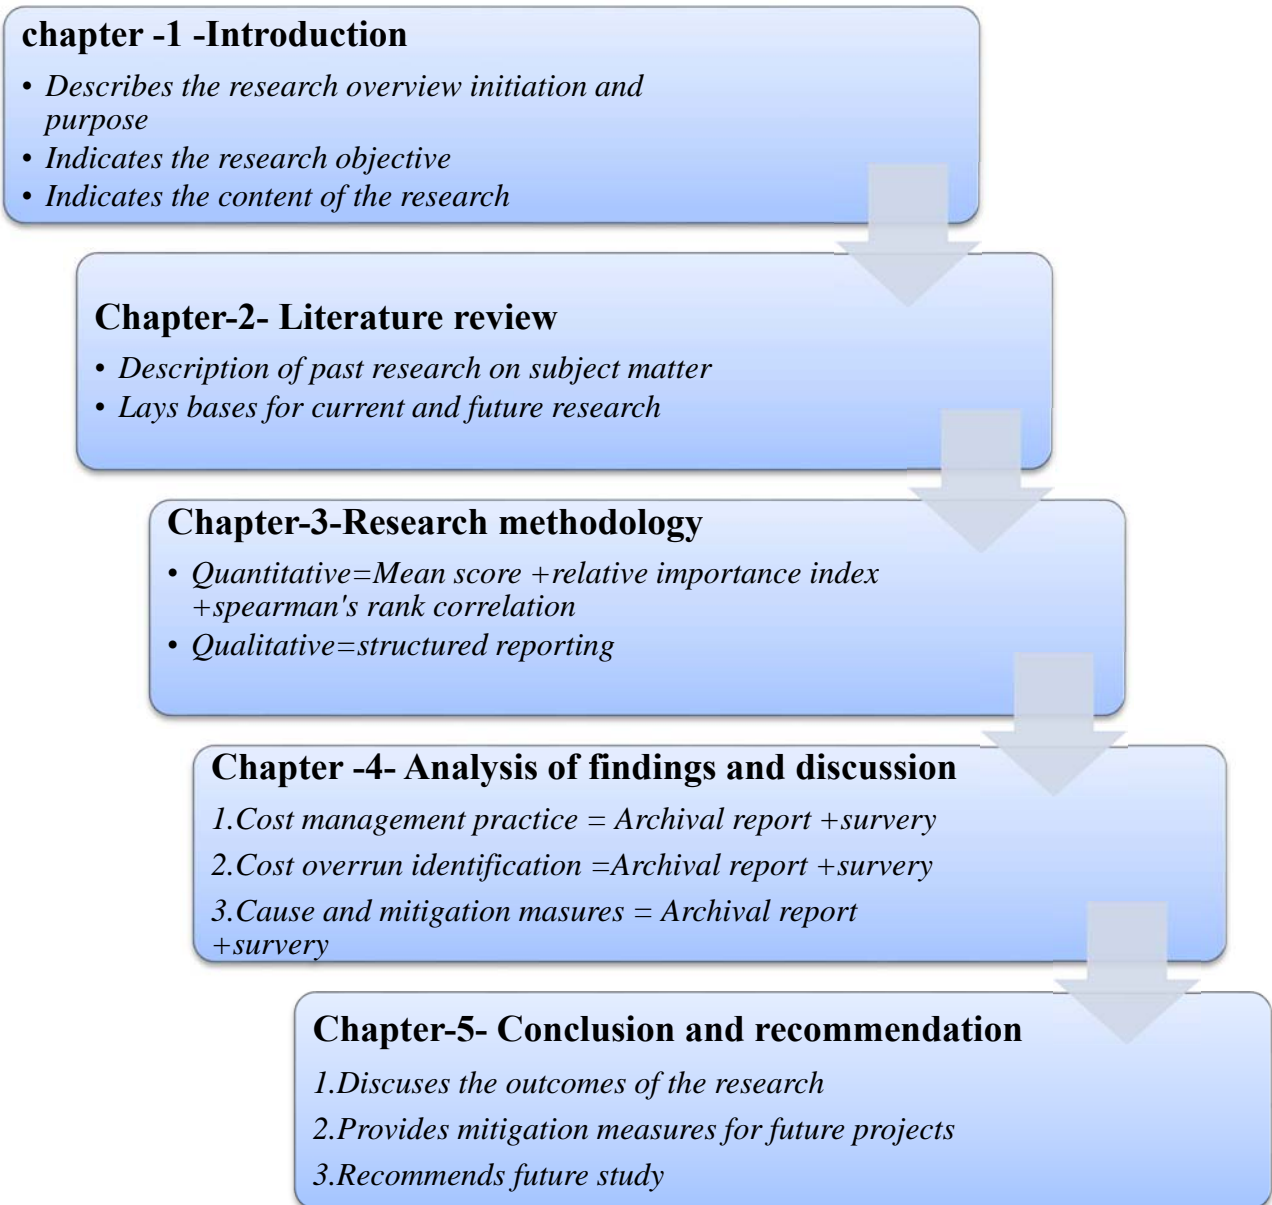 chapter -1 -Introduction
• Describes the research overview initiation and
purpose
• Indicates the research objective
• Indicates the content of the research
Chapter-2- Literature review
• Description of past research on subject matter
• Lays bases for current and future research
Chapter-3-Research methodology
• Quantitative=Mean score +relative importance index
+spearman's rank correlation
• Qualitative=structured reporting
Chapter -4- Analysis of findings and discussion
1.Cost management practice = Archival report +survery
2.Cost overrun identification =Archival report +survery
3.Cause and mitigation masures = Archival report
+survery
Chapter-5- Conclusion and recommendation
1.Discuses the outcomes of the research
2.Provides mitigation measures for future projects
3.Recommends future study